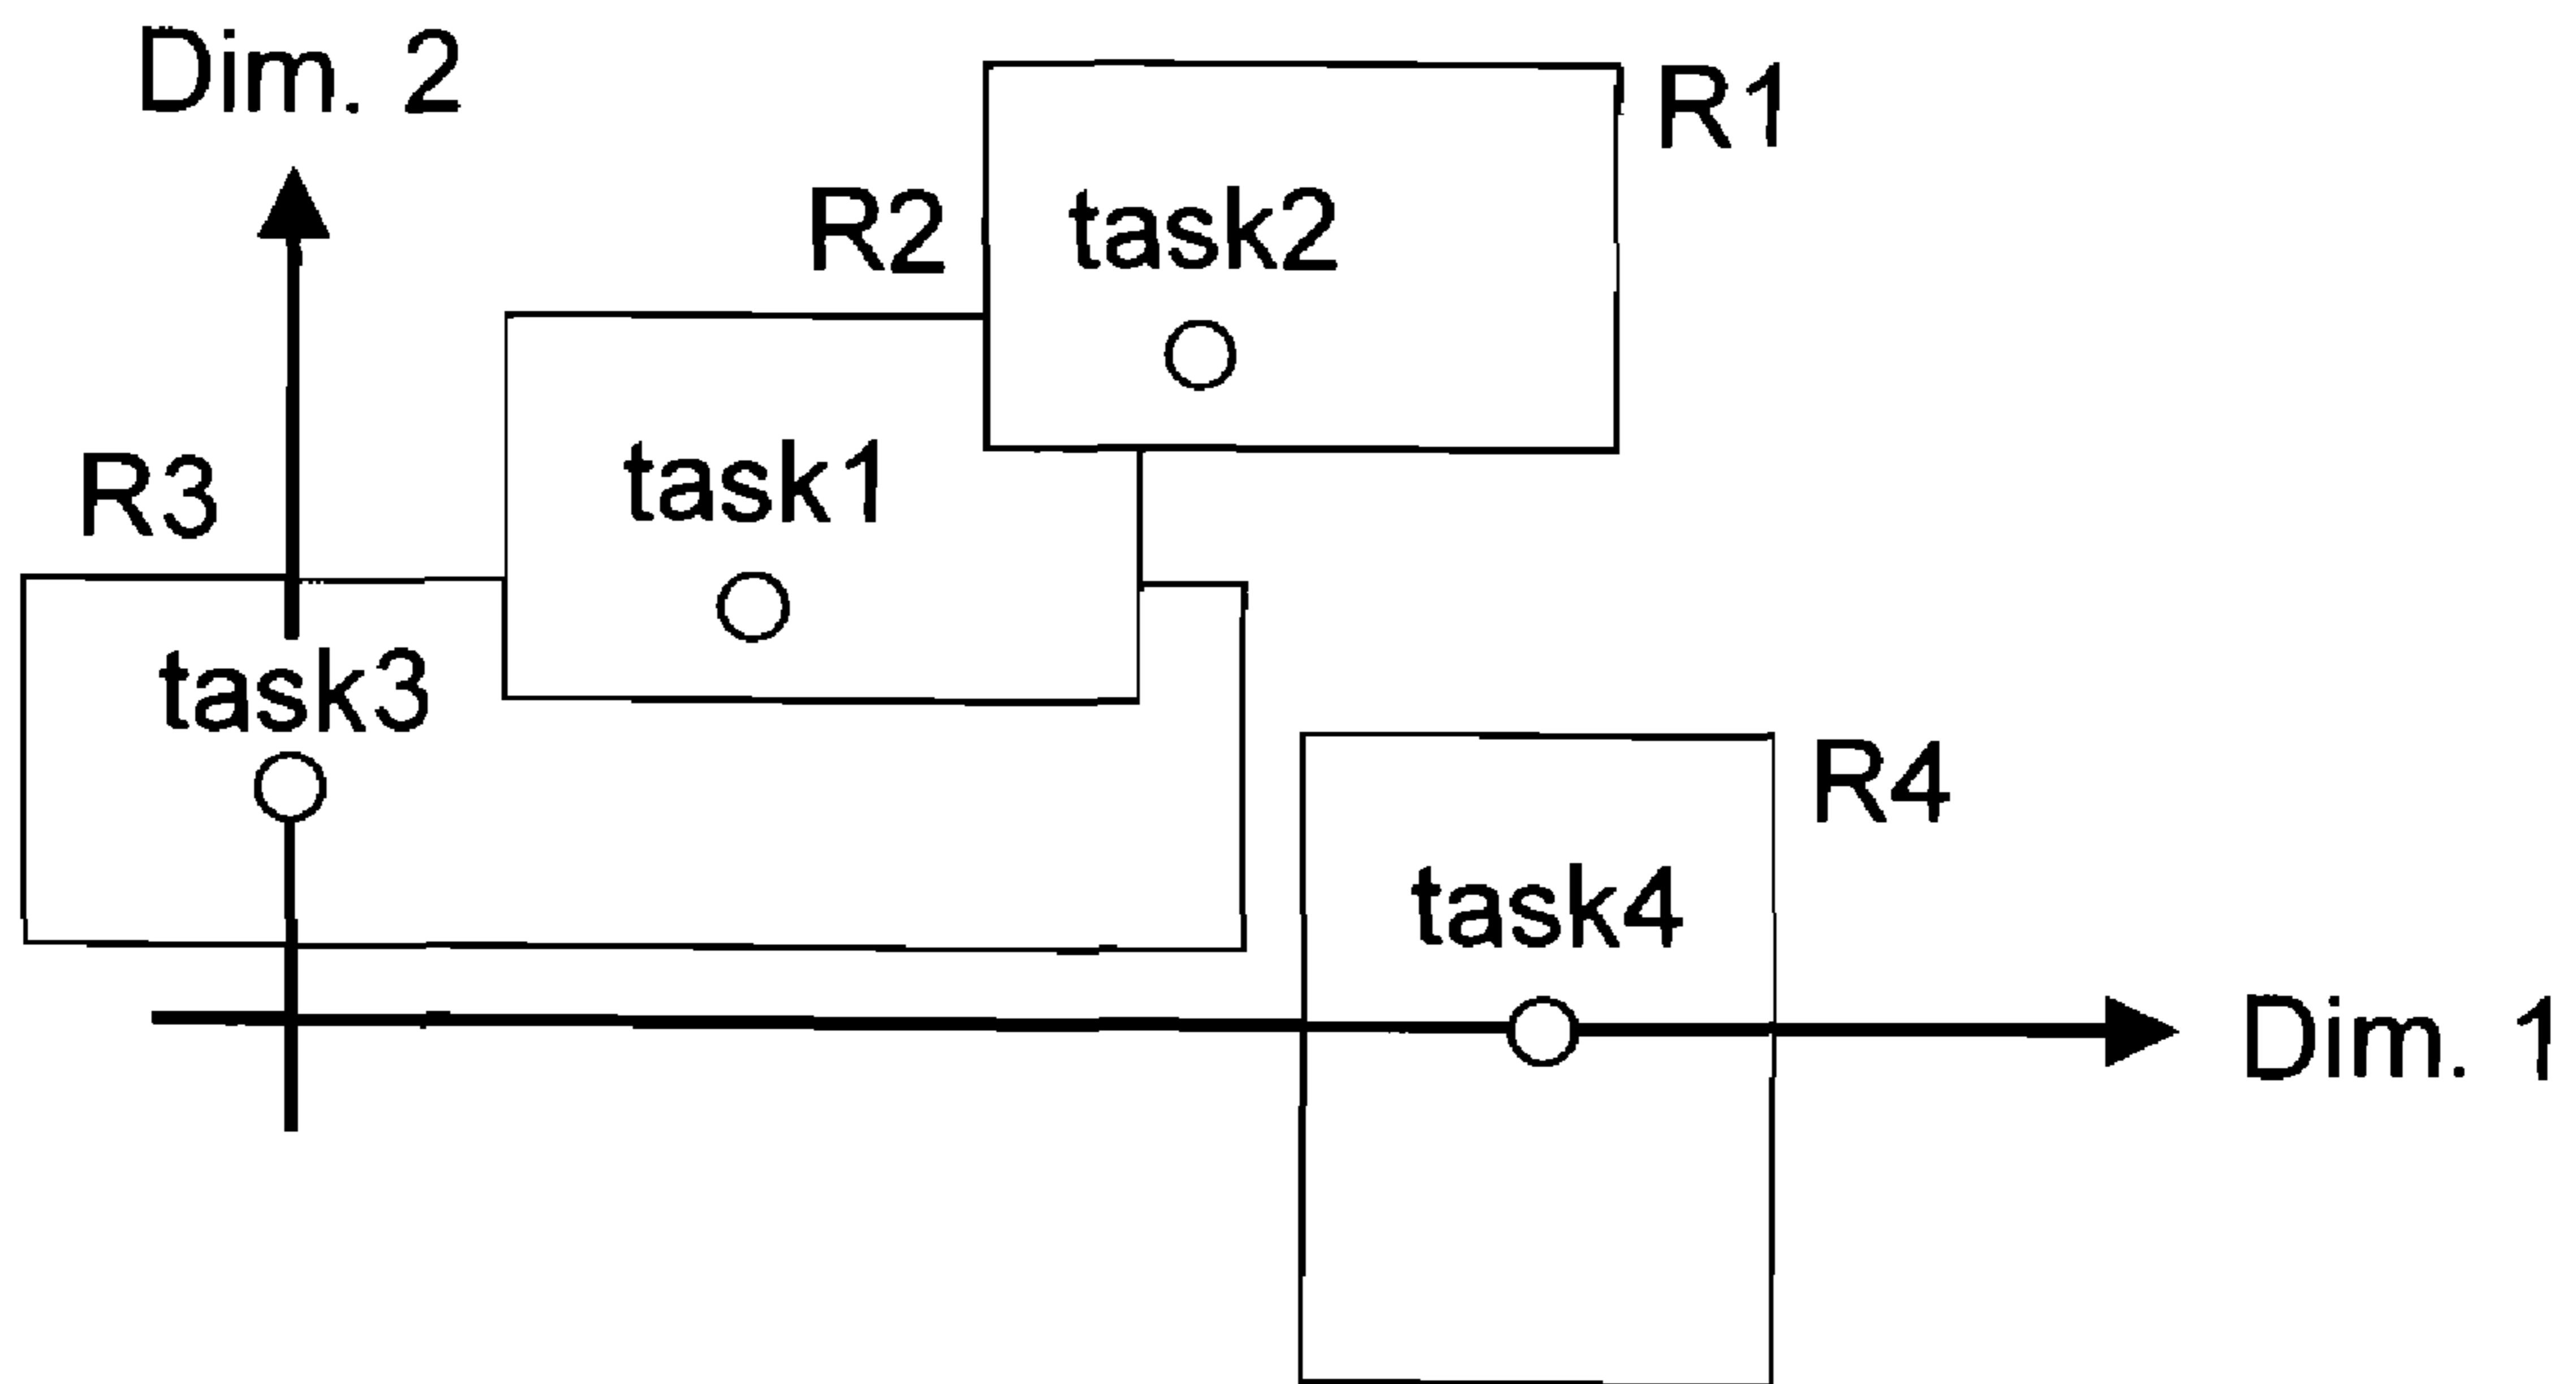 Dim. 2
R1
R2
task2
task1
R3
task3
R4
task4
Dim. 1